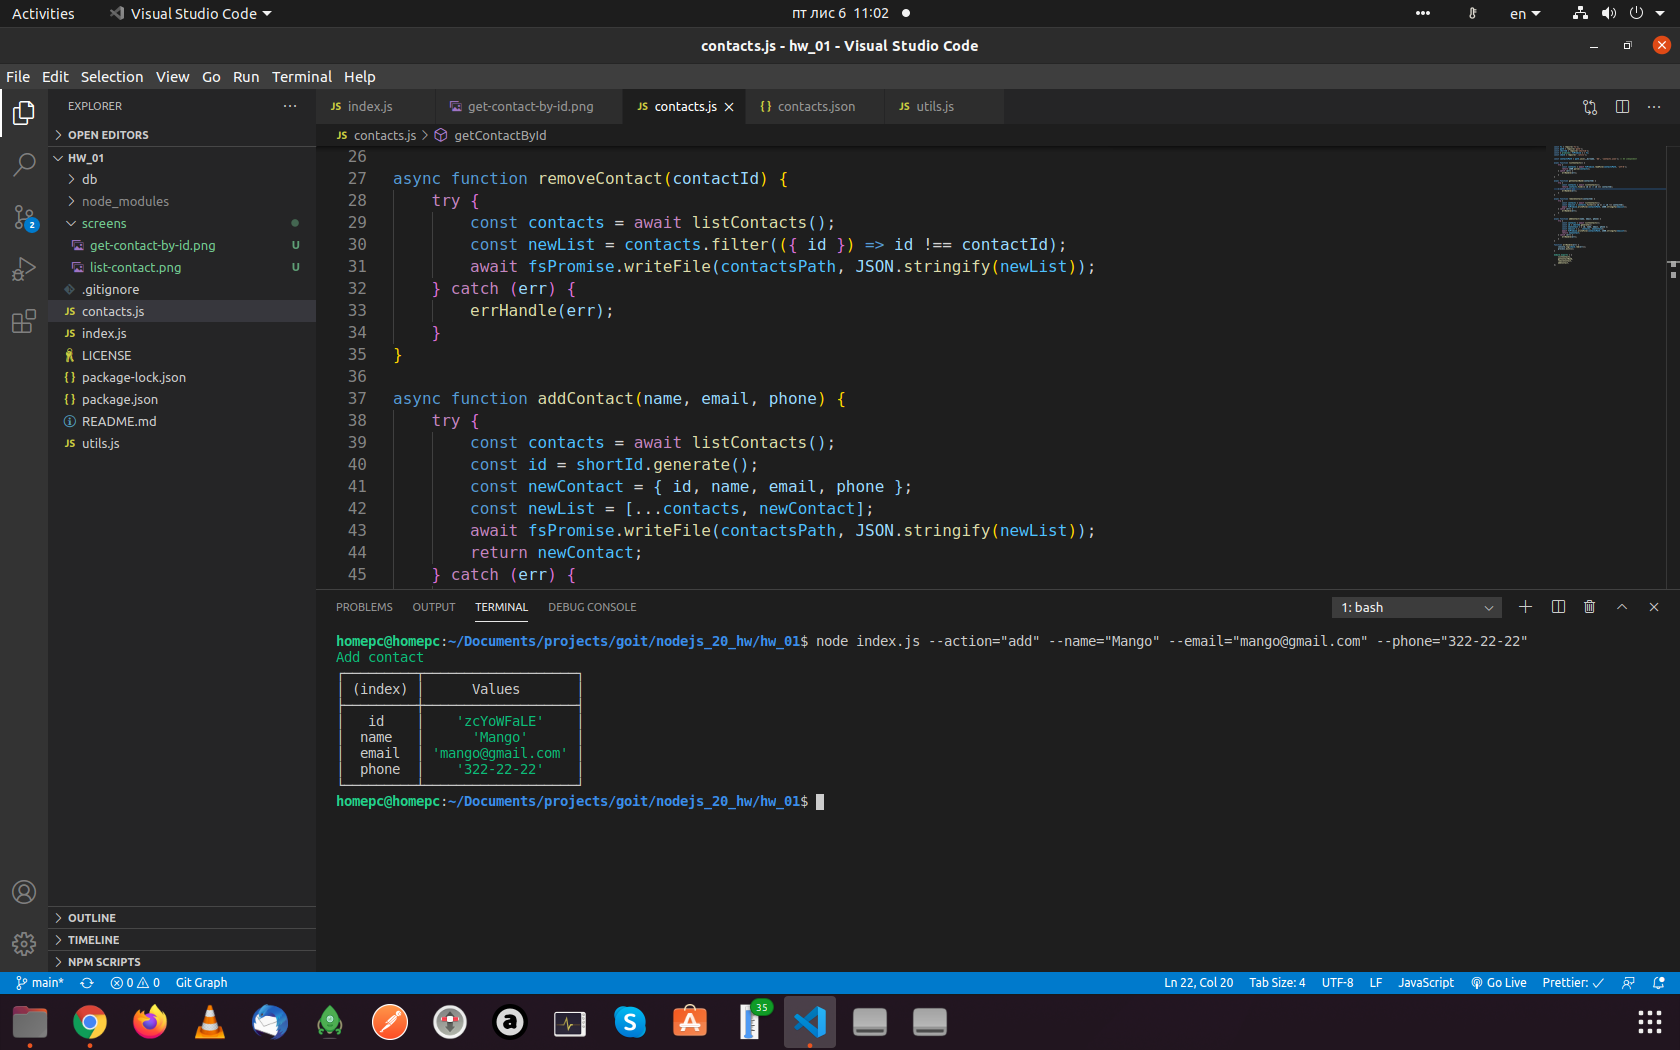 Activities Visual Studio Code пт лис 6 11:02 en
contacts.js - hw_01 - Visual Studio Code
File Edit Selection View Go Run Terminal Help
EXPLORER
OPEN EDITORS
HW_01
db
node_modules
screens
get-contact-by-id.png U
list-contact.png U
.gitignore
JS contacts.js
JS index.js
LICENSE
{} package-lock.json
{} package.json
README.md
JS utils.js
OUTLINE
TIMELINE
NPM SCRIPTS
2
JS index.js get-contact-by-id.png JS contacts.js {} contacts.json JS utils.js
JS contacts.js > getContactById
26
27 async function removeContact(contactId) {
28 try {
29 const contacts = await listContacts();
30 const newList = contacts.filter(({ id }) => id !== contactId);
31 await fsPromise.writeFile(contactsPath, JSON.stringify(newList));
32 } catch (err) {
33 errHandle(err);
34 }
35 }
36
37 async function addContact(name, email, phone) {
38 try {
39 const contacts = await listContacts();
40 const id = shortId.generate();
41 const newContact = { id, name, email, phone };
42 const newList = [...contacts, newContact];
43 await fsPromise.writeFile(contactsPath, JSON.stringify(newList));
44 return newContact;
45 } catch (err) {
PROBLEMS OUTPUT TERMINAL DEBUG CONSOLE 1: bash
homepc@homepc:~/Documents/projects/goit/nodejs_20_hw/hw_01$ node index.js --action="add" --name="Mango" --email="mango@gmail.com" --phone="322-22-22"
Add contact
(index) Values
id 'zcYoWFaLE'
name 'Mango'
email 'mango@gmail.com'
phone '322-22-22'
homepc@homepc:~/Documents/projects/goit/nodejs_20_hw/hw_01$
main* 0 0 Git Graph Ln 22, Col 20 Tab Size: 4 UTF-8 LF JavaScript Go Live Prettier: ✓
35